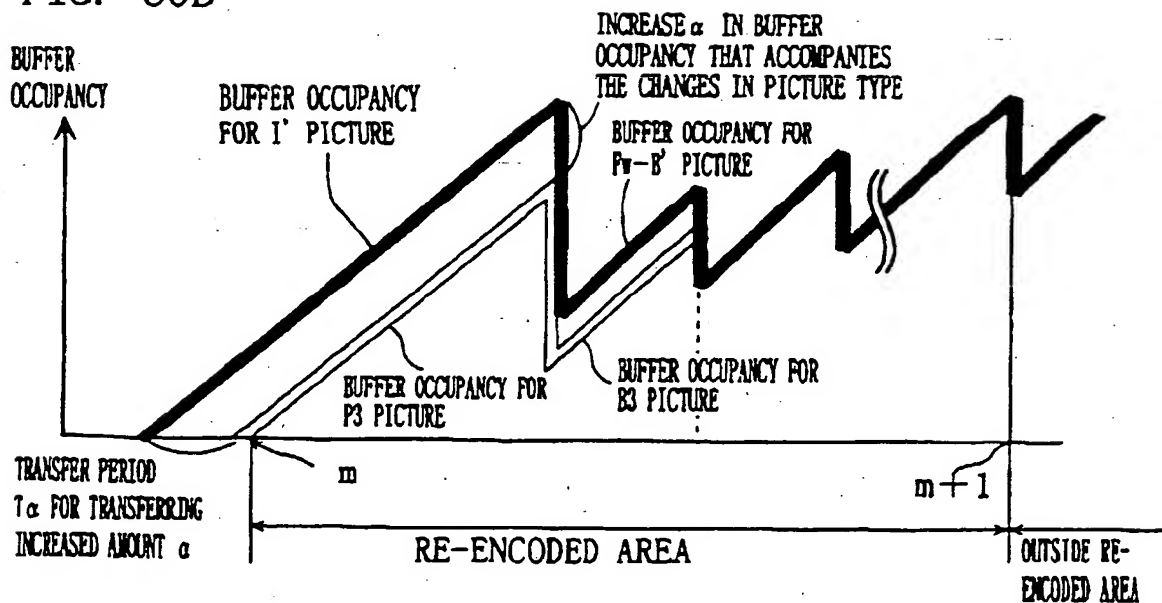 BUFFER
OCCUPANCY
BUFFER OCCUPANCY
FOR I' PICTURE
INCREASE α IN BUFFER
OCCUPANCY THAT ACCOMPANIES
THE CHANGES IN PICTURE TYPE
BUFFER OCCUPANCY FOR
Pw-B' PICTURE
BUFFER OCCUPANCY FOR
P3 PICTURE
BUFFER OCCUPANCY FOR
B3 PICTURE
TRANSFER PERIOD
Tα FOR TRANSFERRING
INCREASED AMOUNT α
m
m+1
RE-ENCODED AREA
OUTSIDE RE-
ENCODED AREA